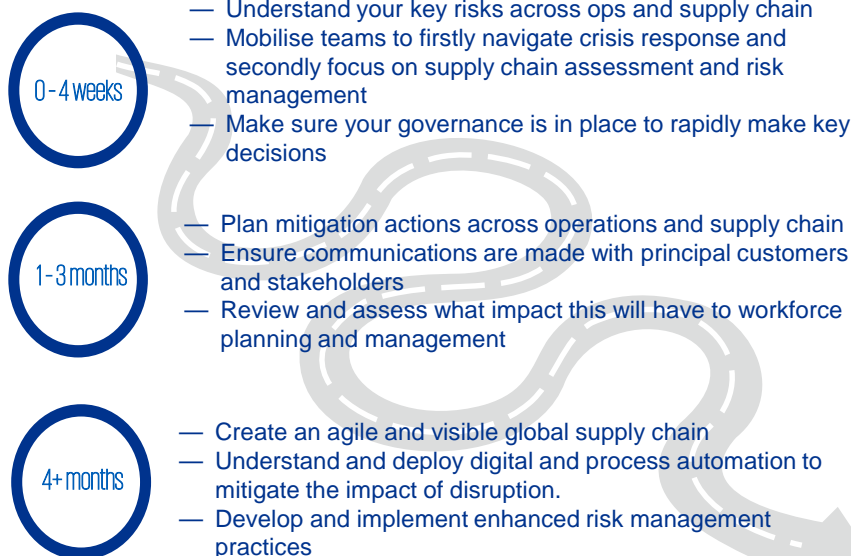 — Understand your key risks across ops and supply chain
— Mobilise teams to firstly navigate crisis response and
secondly focus on supply chain assessment and risk
management
— Make sure your governance is in place to rapidly make key
decisions
0-4 weeks
— Plan mitigation actions across operations and supply chain
— Ensure communications are made with principal customers
and stakeholders
— Review and assess what impact this will have to workforce
planning and management
1-3 months
— Create an agile and visible global supply chain
— Understand and deploy digital and process automation to
mitigate the impact of disruption.
— Develop and implement enhanced risk management
practices
4+ months